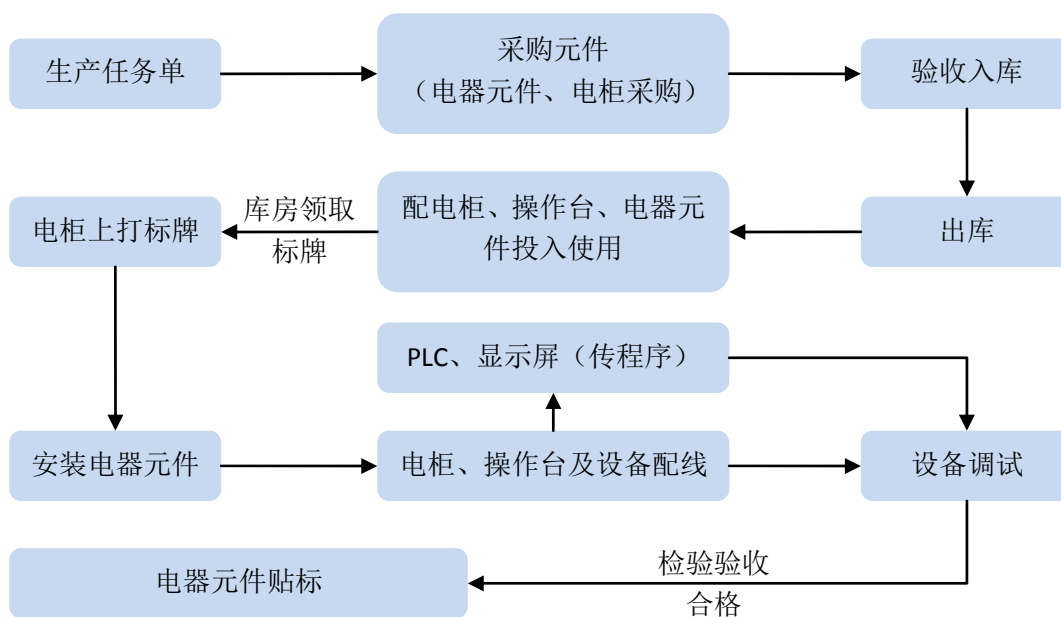 生产任务单
采购元件
（电器元件、电柜采购）
验收入库
电柜上打标牌
库房领取
标牌
配电柜、操作台、电器元
件投入使用
出库
PLC、显示屏（传程序）
安装电器元件
电柜、操作台及设备配线
设备调试
电器元件贴标
检验验收
合格